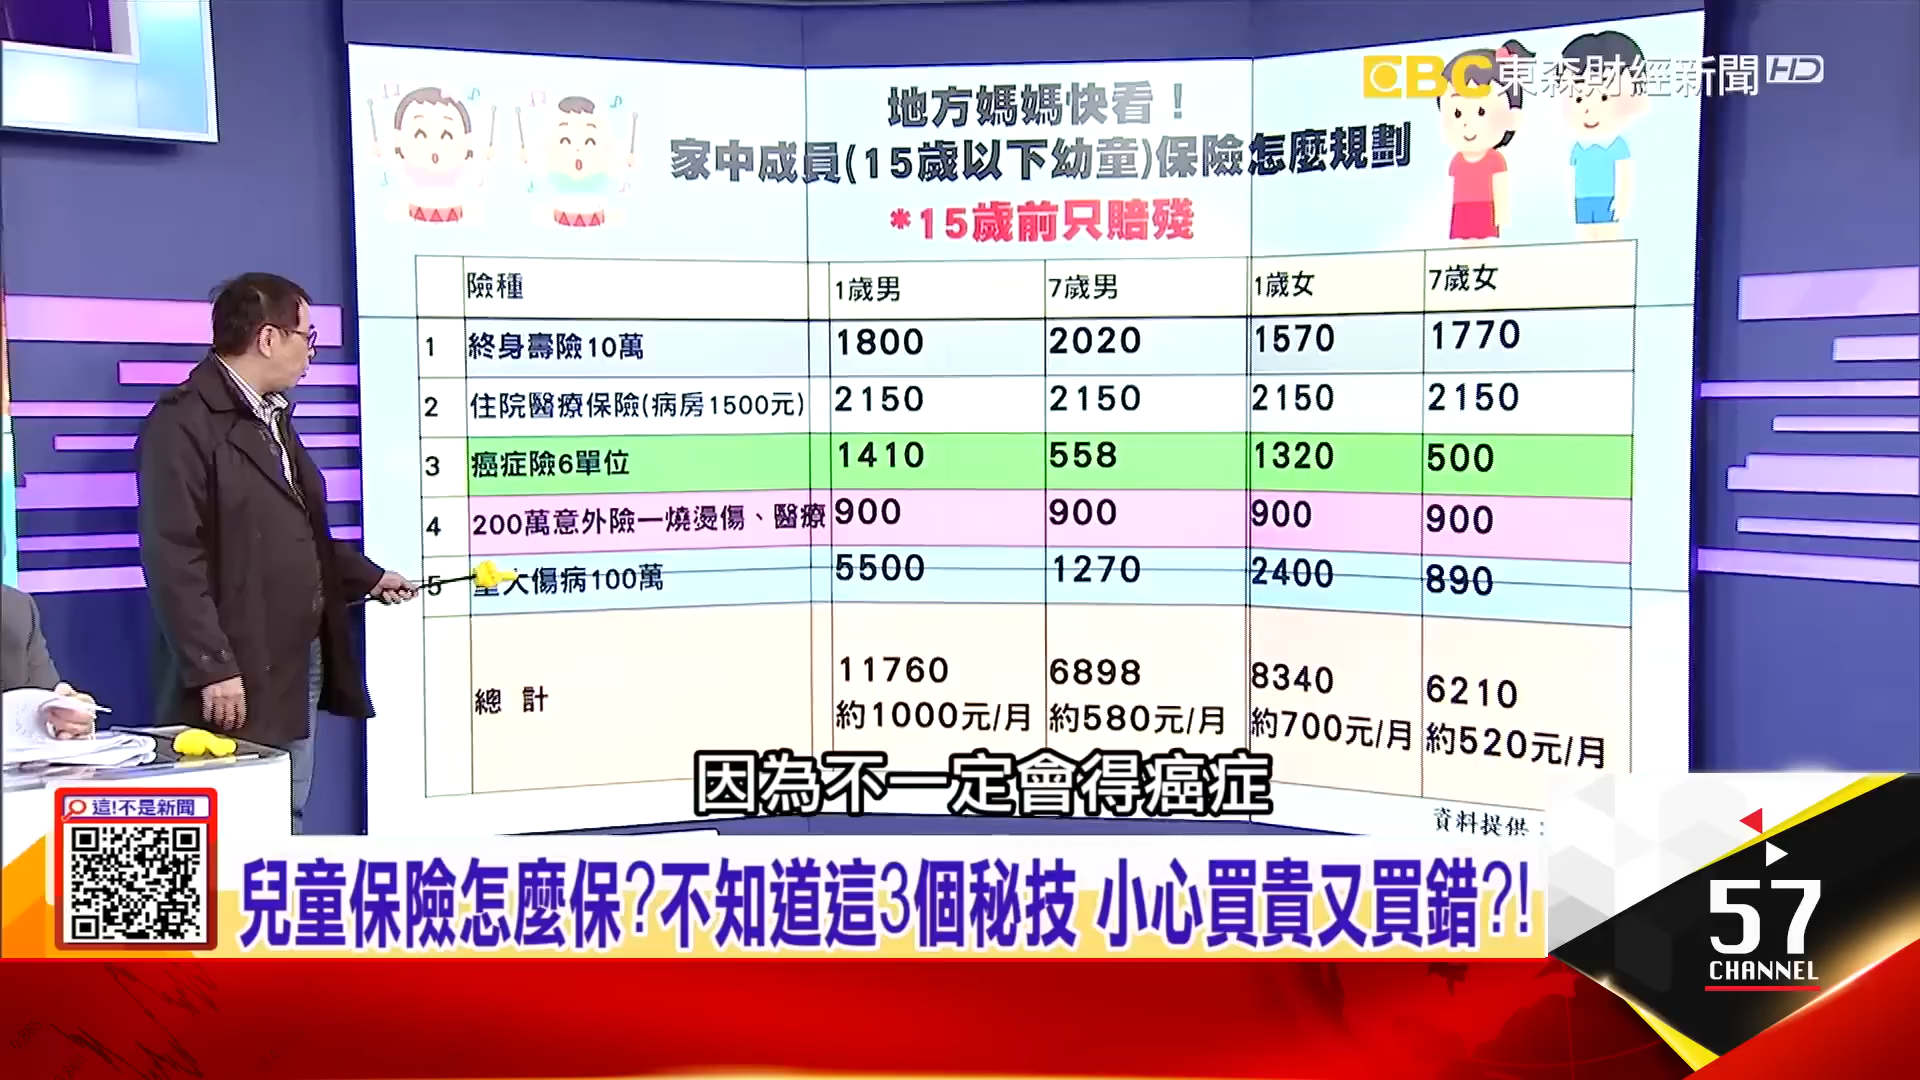 EBC東森財經新聞HD
地方媽媽快看！
家中成員(15歲以下幼童)保險怎麼規劃
*15歲前只賠殘
險種 1歲男 7歲男 1歲女 7歲女
1 終身壽險10萬 1800 2020 1570 1770
2 住院醫療保險(病房1500元) 2150 2150 2150 2150
3 癌症險6單位 1410 558 1320 500
4 200萬意外險一燒燙傷、醫療 900 900 900 900
5 重大傷病100萬 5500 1270 2400 890
總 計 11760 6898 8340 6210
約1000元/月 約580元/月 約700元/月 約520元/月
因為不一定會得癌症
資料提供：
這!不是新聞
兒童保險怎麼保?不知道這3個秘技 小心買貴又買錯?!
57
CHANNEL